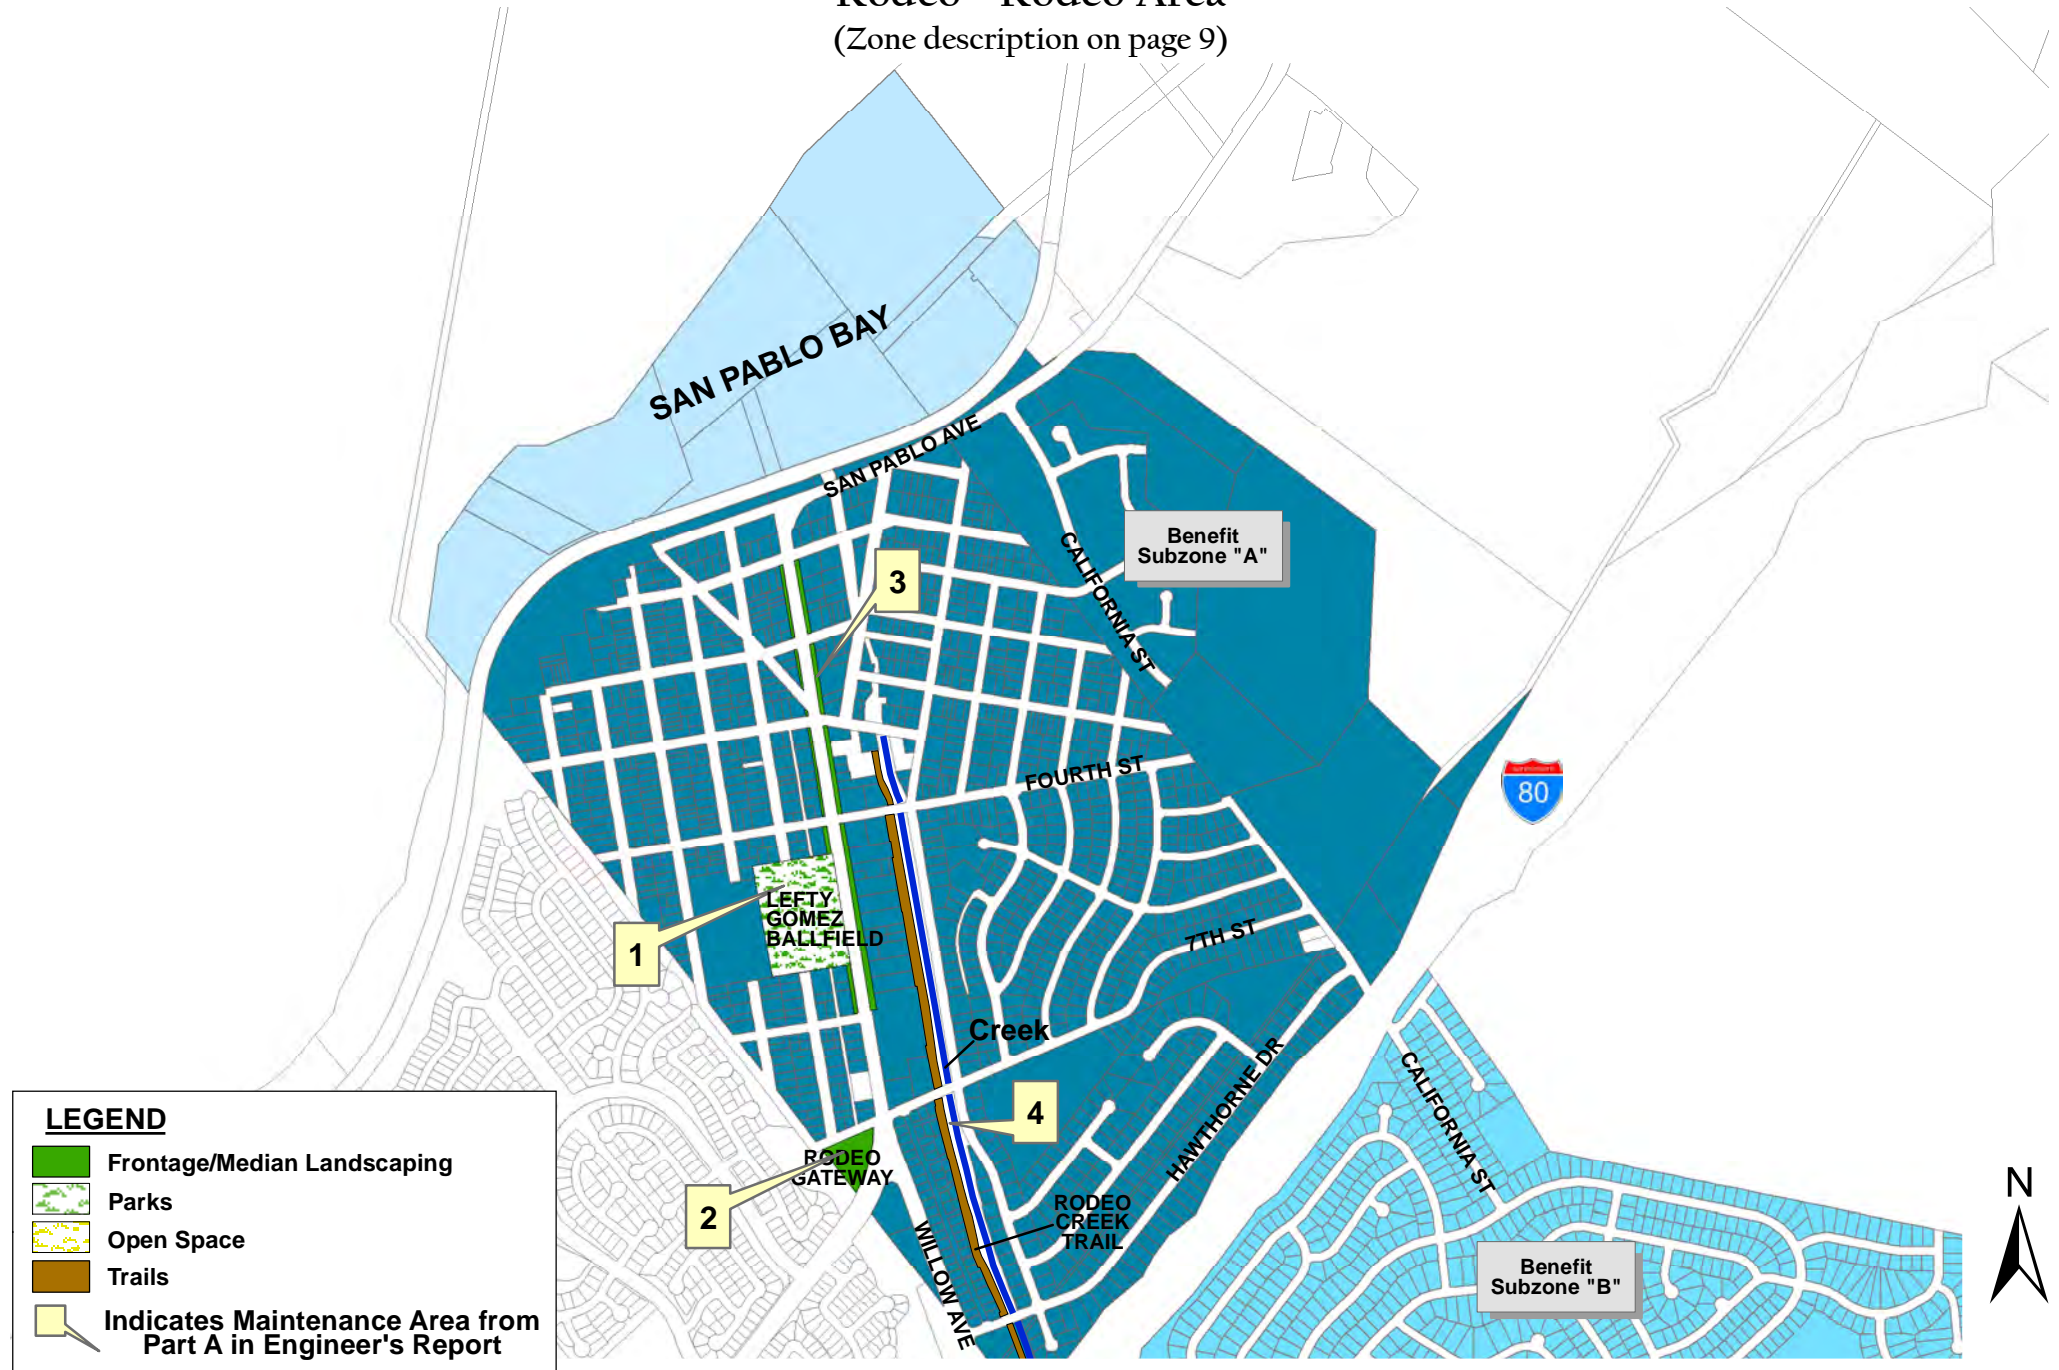 Rodeo - Rodeo Area
(Zone description on page 9)
SAN PABLO BAY
SAN PABLO AVE
CALIFORNIA ST
Benefit
Subzone "A"
3
FOURTH ST
80
LEFTY
GOMEZ
BALLFIELD
1
7TH ST
Creek
HAWTHORNE DR
CALIFORNIA ST
4
RODEO
GATEWAY
2
RODEO
CREEK
TRAIL
WILLOW AVE
Benefit
Subzone "B"
N
LEGEND
Frontage/Median Landscaping
Parks
Open Space
Trails
Indicates Maintenance Area from
Part A in Engineer's Report